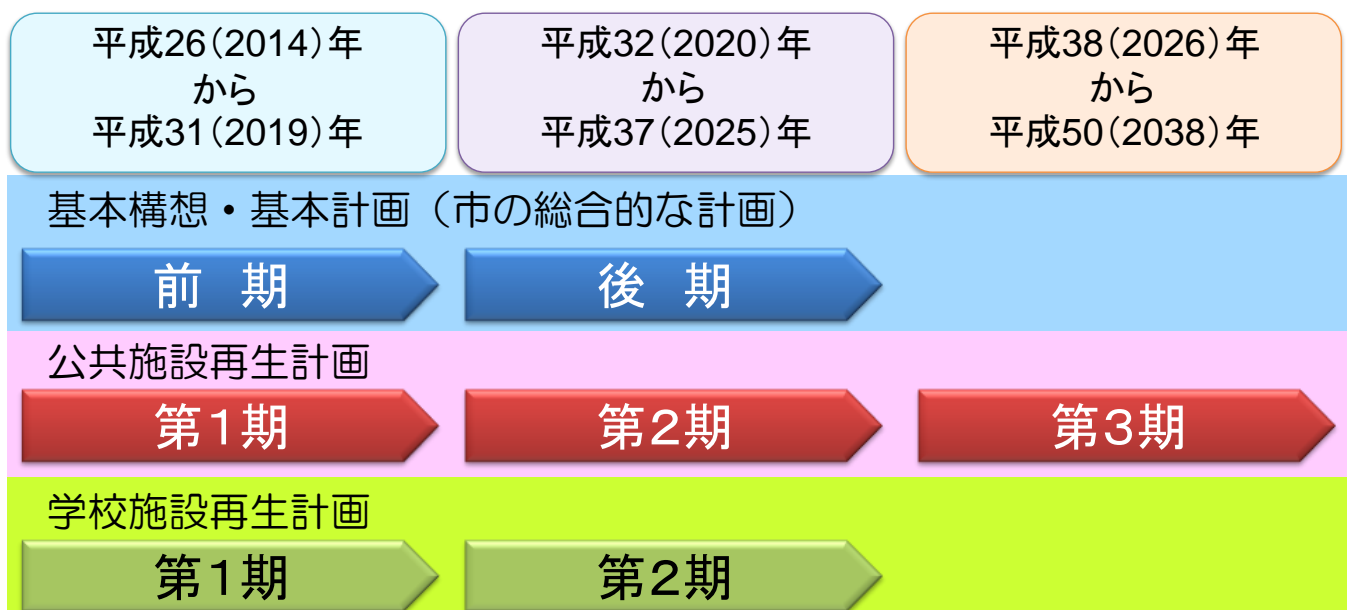 平成26(2014)年
から
平成31(2019)年
平成32(2020)年
から
平成37(2025)年
平成38(2026)年
から
平成50(2038)年
基本構想・基本計画（市の総合的な計画）
前　期
後　期
公共施設再生計画
第１期
第２期
第３期
学校施設再生計画
第１期
第２期